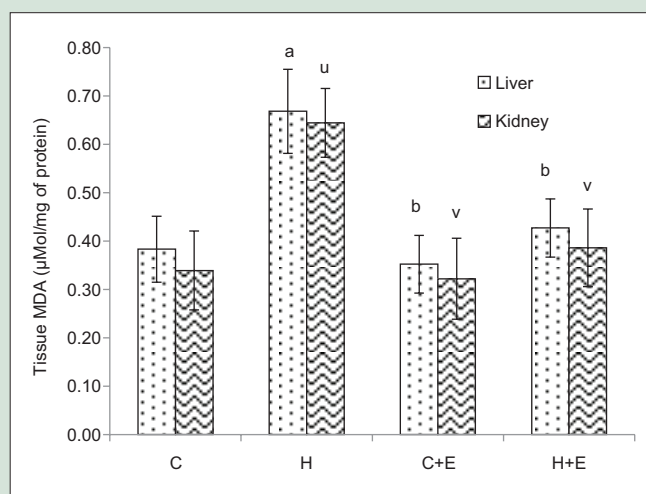 Tissue MDA (µMol/mg of protein)
0.80
0.70
0.60
0.50
0.40
0.30
0.20
0.10
0.00
a
u
b
v
b
v
Liver
Kidney
C
H
C+E
H+E